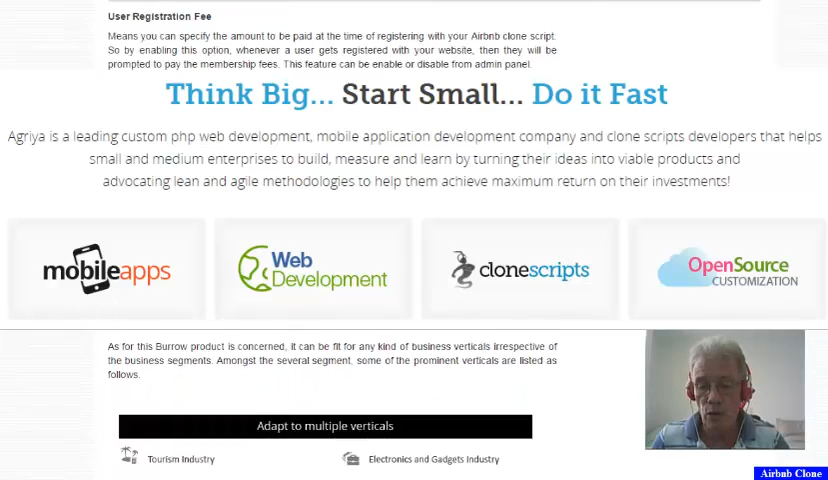 User Registration Fee
Means you can specify the amount to be paid at the time of registering with your Airbnb clone script.
So by enabling this option, whenever a user gets registered with your website, then they will be
prompted to pay the membership fees. This feature can be enable or disable from admin panel.
Think Big... Start Small... Do it Fast
Agriya is a leading custom php web development, mobile application development company and clone scripts developers that helps
small and medium enterprises to build, measure and learn by turning their ideas into viable products and
advocating lean and agile methodologies to help them achieve maximum return on their investments!
mobileapps
Web
Development
clonescripts
OpenSource
CUSTOMIZATION
As for this Burrow product is concerned, it can be fit for any kind of business verticals irrespective of
the business segments. Amongst the several segment, some of the prominent verticals are listed as
follows.
Adapt to multiple verticals
Tourism Industry
Electronics and Gadgets Industry
Airbnb Clone